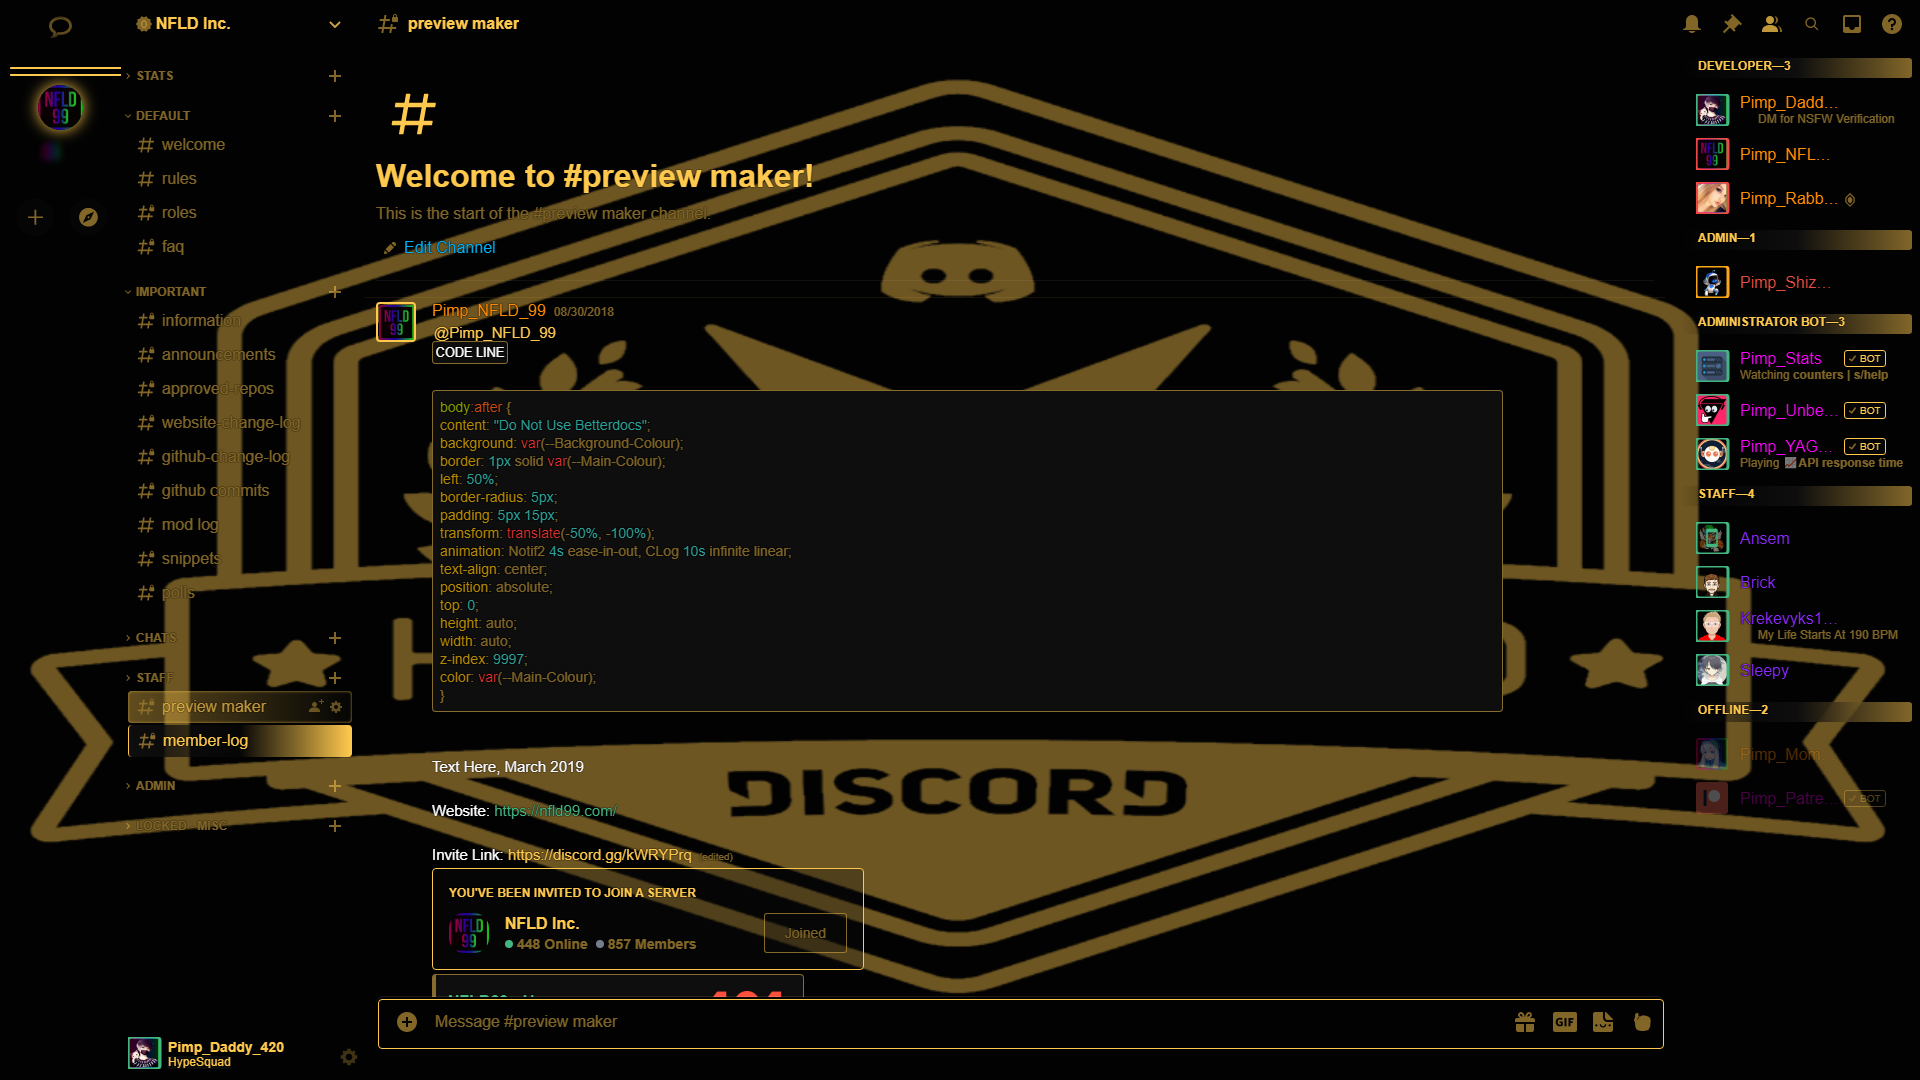 NFLD Inc.
preview maker
NFLD
99
STATS
DEFAULT
welcome
rules
roles
faq
IMPORTANT
information
announcements
approved-repos
website-change-log
github-change-log
github commits
mod log
snippets
polls
CHATS
STAFF
preview maker
member-log
ADMIN
LOCKED - MISC
Pimp_Daddy_420
HypeSquad
#
Welcome to #preview maker!
This is the start of the #preview maker channel.
Edit Channel
NFLD
99
Pimp_NFLD_99 08/30/2018
@Pimp_NFLD_99
CODE LINE
body:after {
content: "Do Not Use Betterdocs";
background: var(--Background-Colour);
border: 1px solid var(--Main-Colour);
left: 50%;
border-radius: 5px;
padding: 5px 15px;
transform: translate(-50%, -100%);
animation: Notif2 4s ease-in-out, CLog 10s infinite linear;
text-align: center;
position: absolute;
top: 0;
height: auto;
width: auto;
z-index: 9997;
color: var(--Main-Colour);
}
Text Here, March 2019
DISCORD
Website: https://nfld99.com/
Invite Link: https://discord.gg/kWRYPrq (edited)
YOU'VE BEEN INVITED TO JOIN A SERVER
NFLD
99
NFLD Inc.
448 Online 857 Members
Joined
Message #preview maker
GIF
DEVELOPER—3
Pimp_Dadd...
DM for NSFW Verification
NFLD
99
Pimp_NFL...
Pimp_Rabb...
ADMIN—1
Pimp_Shiz...
ADMINISTRATOR BOT—3
Pimp_Stats ✓ BOT
Watching counters | s/help
Pimp_Unbe... ✓ BOT
Pimp_YAG... ✓ BOT
Playing 📈API response time
STAFF—4
Ansem
Brick
Krekevyks1...
My Life Starts At 190 BPM
Sleepy
OFFLINE—2
Pimp_Mom
Pimp_Patre... ✓ BOT